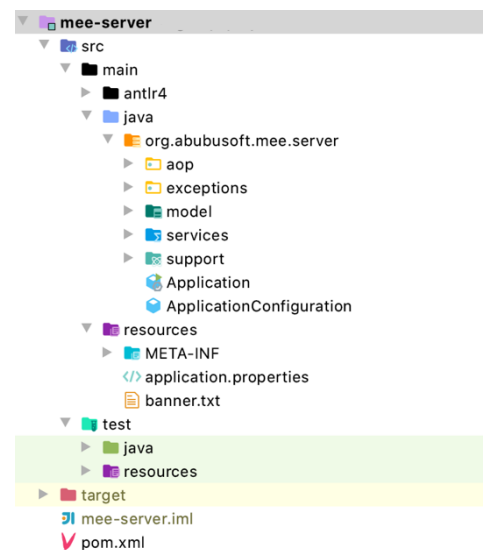 mee-server
src
main
antlr4
java
org.abubusoft.mee.server
aop
exceptions
model
services
support
Application
ApplicationConfiguration
resources
META-INF
application.properties
banner.txt
test
java
resources
target
mee-server.iml
pom.xml